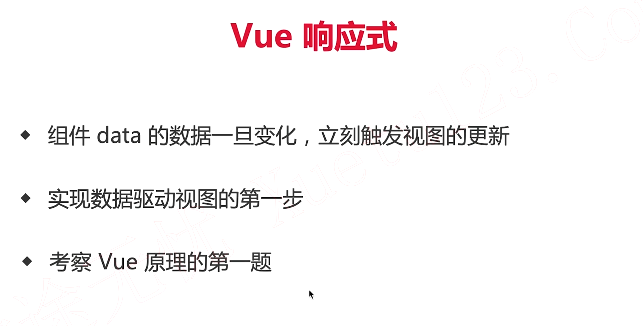 Vue 响应式
组件 data 的数据一旦变化，立刻触发视图的更新
实现数据驱动视图的第一步
考察 Vue 原理的第一题